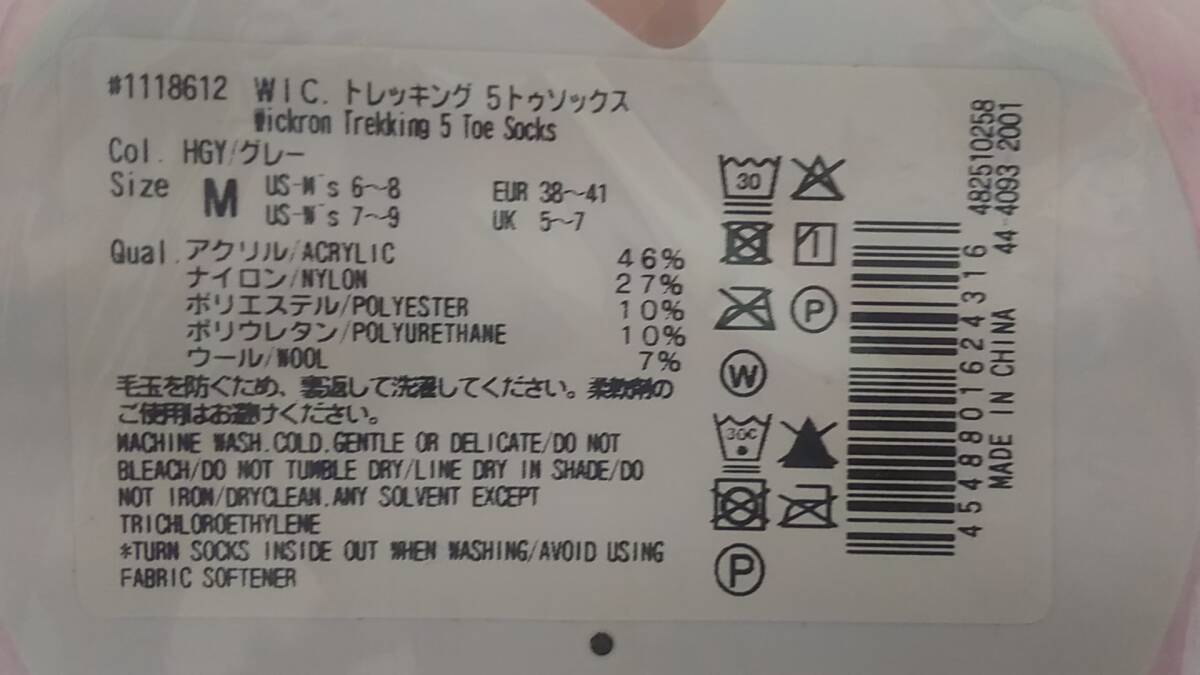 #1118612 WIC. トレッキング 5トゥソックス
Wickron Trekking 5 Toe Socks
Col. HGY/グレー
Size M US-M's 6~8 EUR 38~41
US-W's 7~9 UK 5~7
Qual. アクリル/ACRYLIC 46%
ナイロン/NYLON 27%
ポリエステル/POLYESTER 10%
ポリウレタン/POLYURETHANE 10%
ウール/WOOL 7%
毛玉を防ぐため、裏返して洗濯してください。柔軟剤の
ご使用はお避けください。
MACHINE WASH.COLD.GENTLE OR DELICATE/DO NOT
BLEACH/DO NOT TUMBLE DRY/LINE DRY IN SHADE/DO
NOT IRON/DRYCLEAN.ANY SOLVENT EXCEPT
TRICHLOROETHYLENE
*TURN SOCKS INSIDE OUT WHEN WASHING/AVOID USING
FABRIC SOFTENER
30
P
W
30C
P
4548801624316
MADE IN CHINA
44-4093 2001
482510258